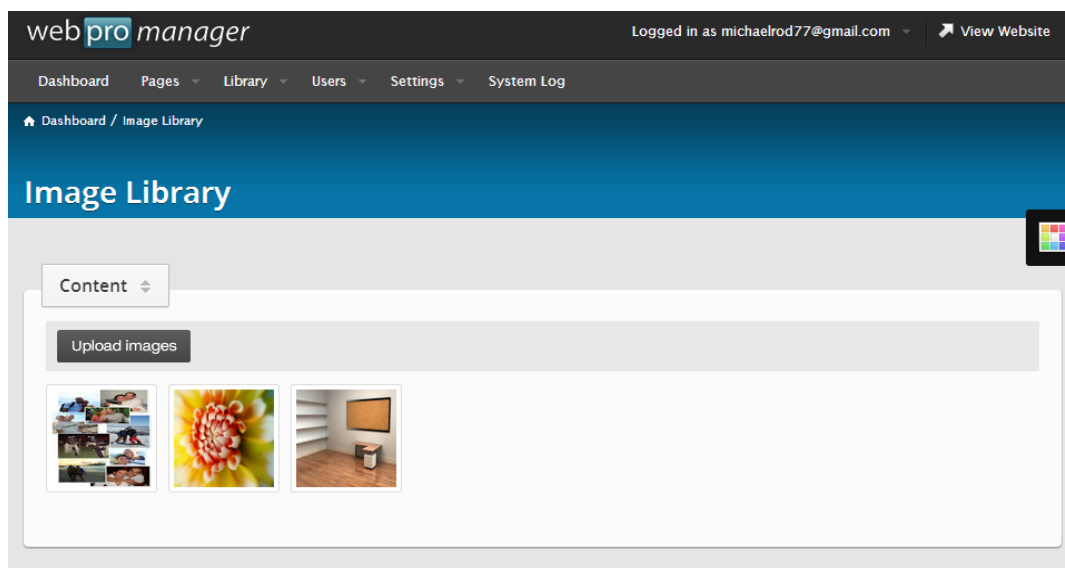 web pro manager
Logged in as michaelrod77@gmail.com
View Website
Dashboard Pages Library Users Settings System Log
Dashboard / Image Library
Image Library
Content
Upload images